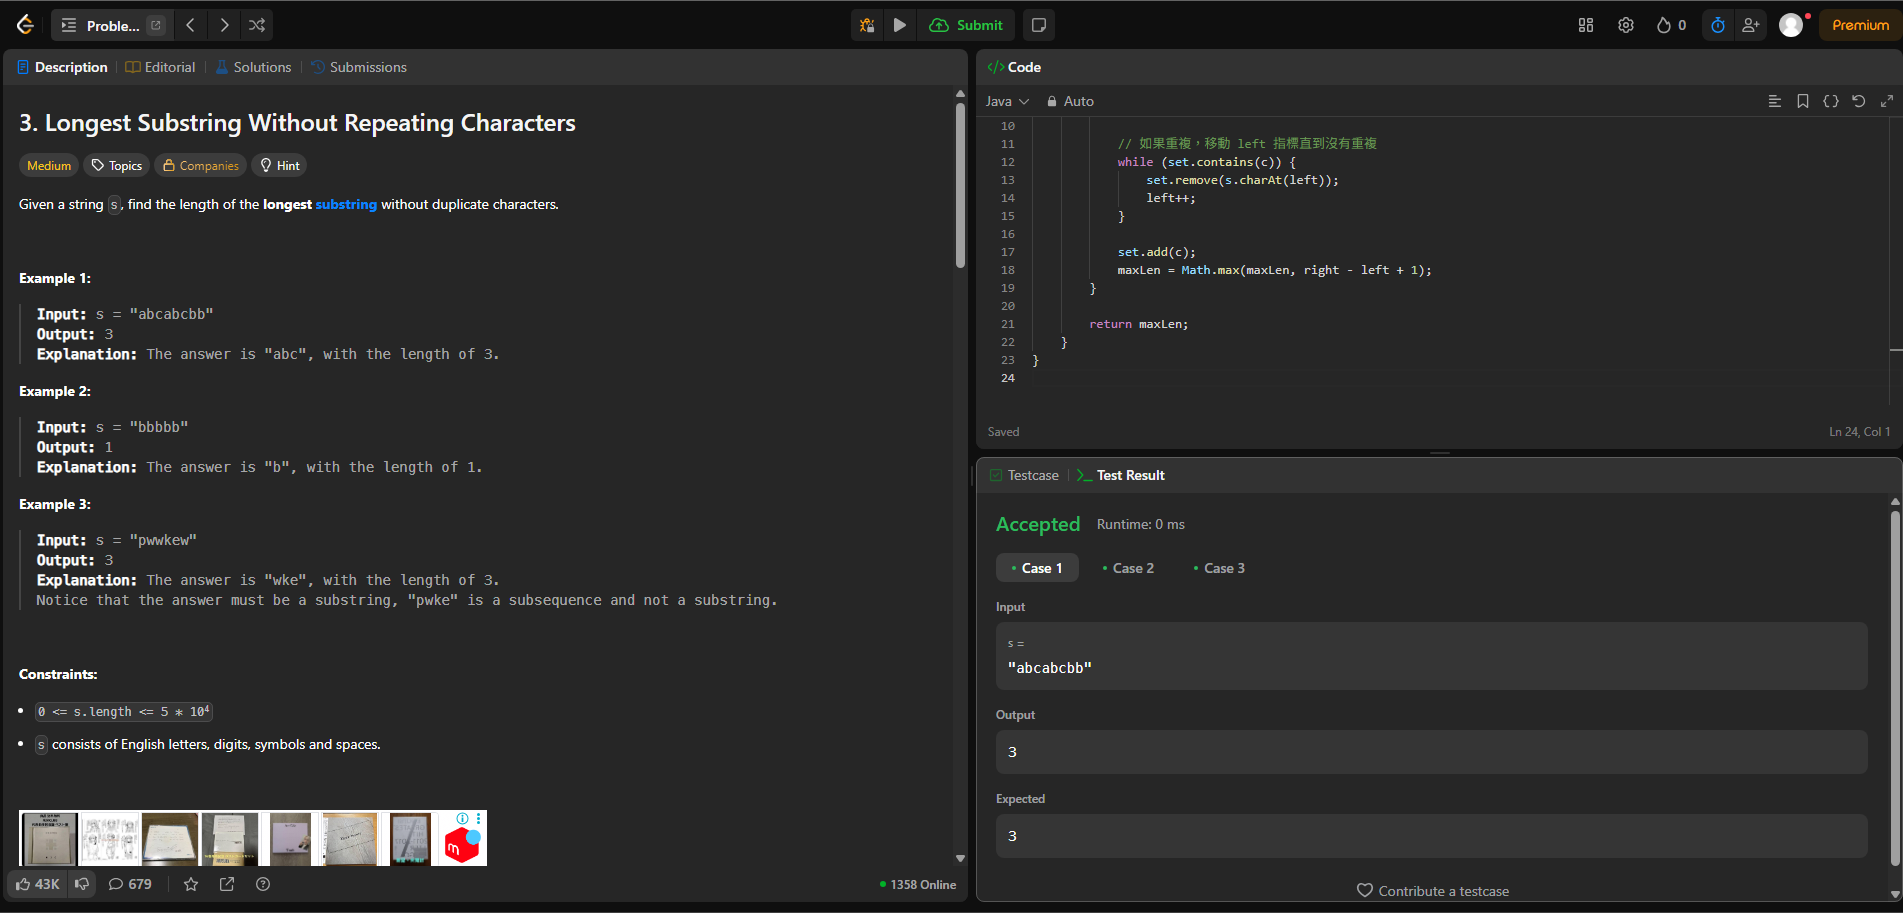 Proble...
Submit
0
Premium
Description
Editorial
Solutions
Submissions
3. Longest Substring Without Repeating Characters
Medium
Topics
Companies
Hint
Given a string s, find the length of the longest substring without duplicate characters.
Example 1:
Input: s = "abcabcbb"
Output: 3
Explanation: The answer is "abc", with the length of 3.
Example 2:
Input: s = "bbbbb"
Output: 1
Explanation: The answer is "b", with the length of 1.
Example 3:
Input: s = "pwwkew"
Output: 3
Explanation: The answer is "wke", with the length of 3.
Notice that the answer must be a substring, "pwke" is a subsequence and not a substring.
Constraints:
0 <= s.length <= 5 * 10⁴
s consists of English letters, digits, symbols and spaces.
43K
679
1358 Online
Code
Java
Auto
10
11 // 如果重複，移動 left 指標直到沒有重複
12 while (set.contains(c)) {
13 set.remove(s.charAt(left));
14 left++;
15 }
16
17 set.add(c);
18 maxLen = Math.max(maxLen, right - left + 1);
19 }
20
21 return maxLen;
22 }
23 }
24
Saved
Ln 24, Col 1
Testcase
Test Result
Accepted
Runtime: 0 ms
Case 1
Case 2
Case 3
Input
s =
"abcabcbb"
Output
3
Expected
3
Contribute a testcase